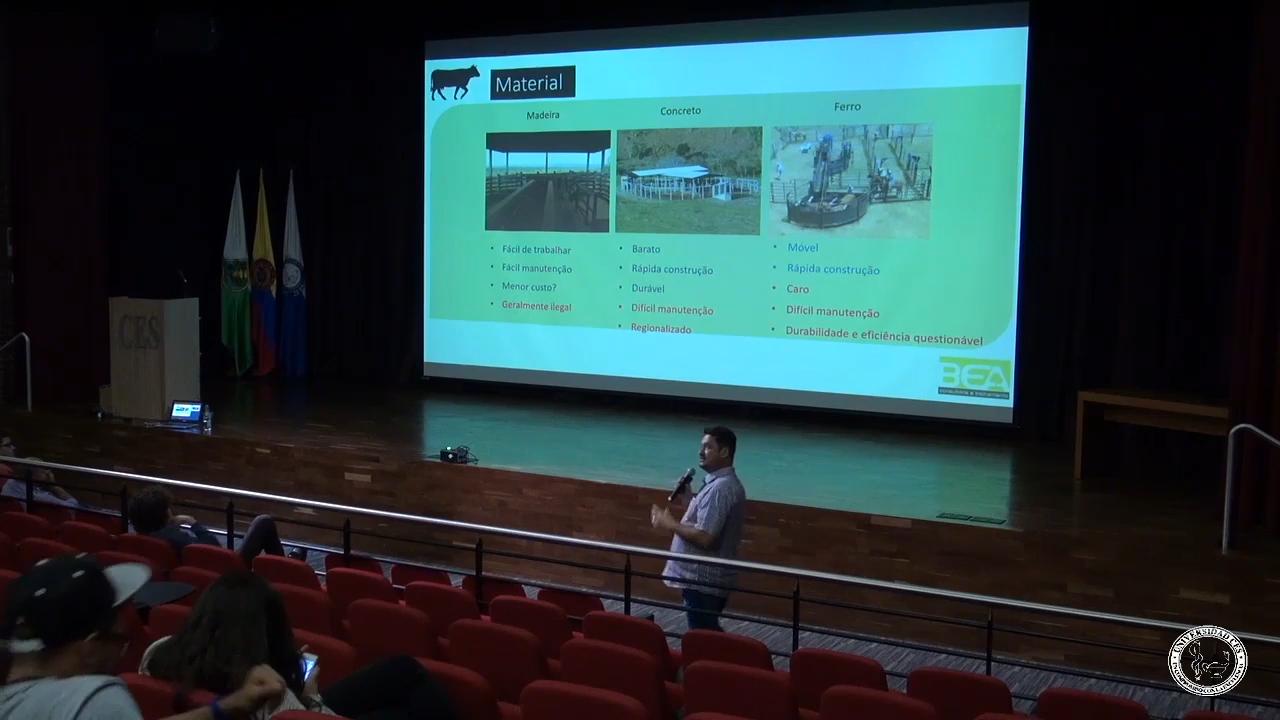 Material
Madeira
Concreto
Ferro
• Fácil de trabalhar
• Fácil manutenção
• Menor custo?
• Geralmente ilegal
• Barato
• Rápida construção
• Durável
• Difícil manutenção
• Regionalizado
• Móvel
• Rápida construção
• Caro
• Difícil manutenção
• Durabilidade e eficiência questionável
BEA
CES